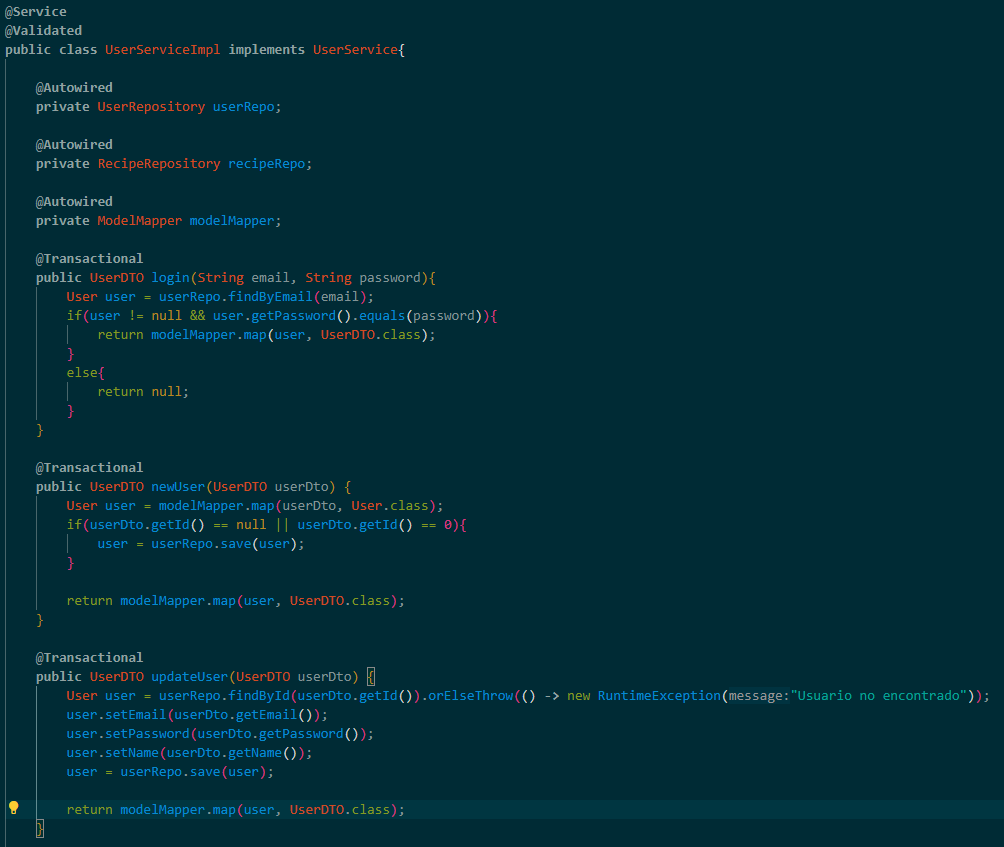 @Service
@Validated
public class UserServiceImpl implements UserService{
@Autowired
private UserRepository userRepo;
@Autowired
private RecipeRepository recipeRepo;
@Autowired
private ModelMapper modelMapper;
@Transactional
public UserDTO login(String email, String password){
User user = userRepo.findByEmail(email);
if(user != null && user.getPassword().equals(password)){
return modelMapper.map(user, UserDTO.class);
}
else{
return null;
}
}
@Transactional
public UserDTO newUser(UserDTO userDto) {
User user = modelMapper.map(userDto, User.class);
if(userDto.getId() == null || userDto.getId() == 0){
user = userRepo.save(user);
}
return modelMapper.map(user, UserDTO.class);
}
@Transactional
public UserDTO updateUser(UserDTO userDto) {
User user = userRepo.findById(userDto.getId()).orElseThrow(() -> new RuntimeException(message:"Usuario no encontrado"));
user.setEmail(userDto.getEmail());
user.setPassword(userDto.getPassword());
user.setName(userDto.getName());
user = userRepo.save(user);
return modelMapper.map(user, UserDTO.class);
}